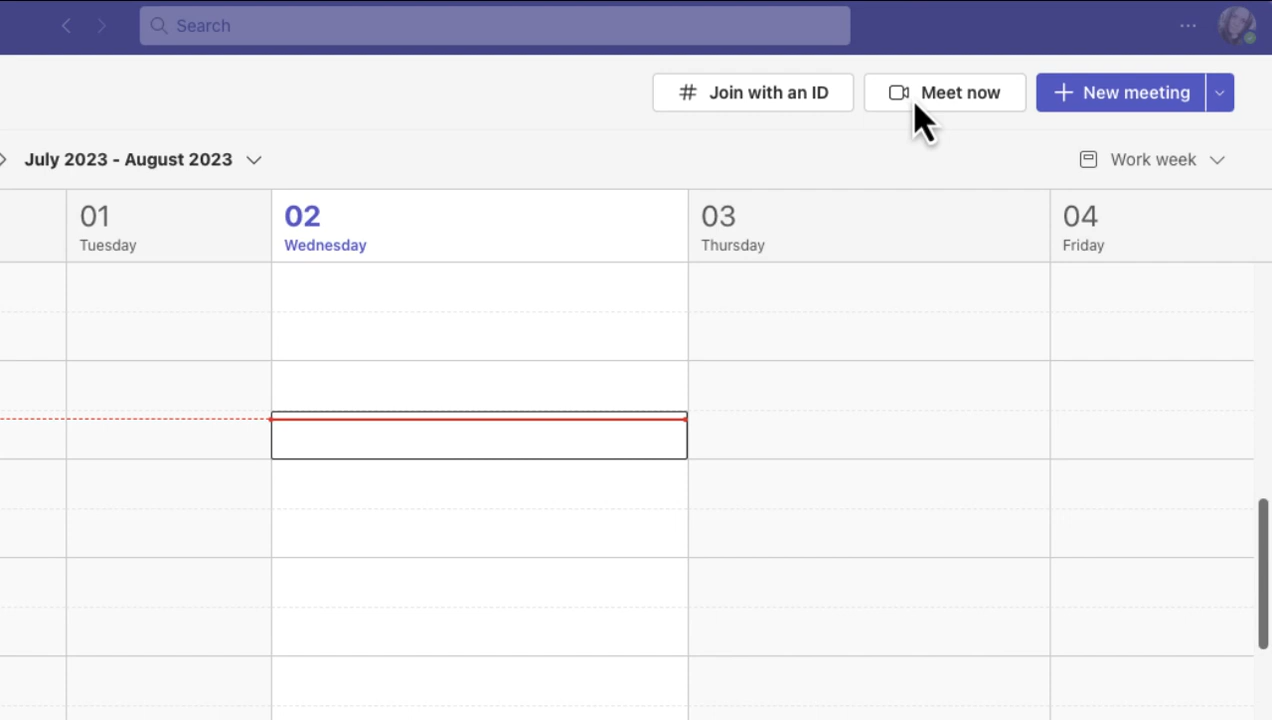 Search
# Join with an ID
Meet now
+ New meeting
July 2023 - August 2023
Work week
01
Tuesday
02
Wednesday
03
Thursday
04
Friday